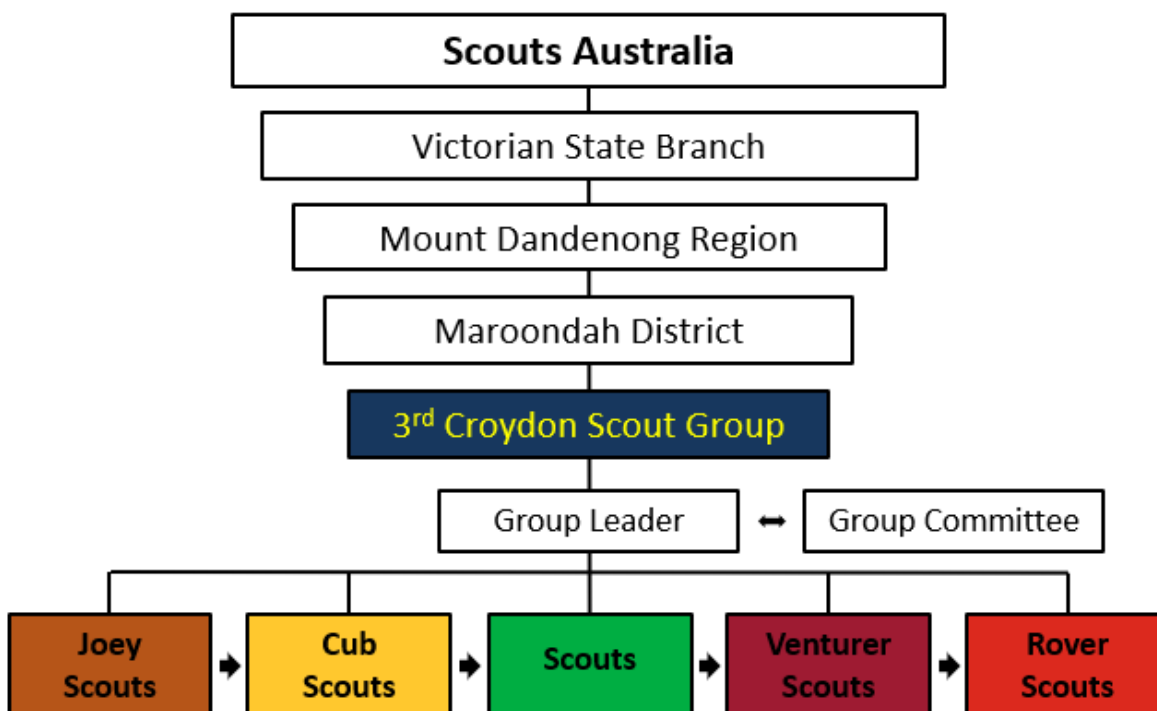 Scouts Australia
Victorian State Branch
Mount Dandenong Region
Maroondah District
3rd Croydon Scout Group
Group Leader
Group Committee
Joey
Scouts
Cub
Scouts
Scouts
Venturer
Scouts
Rover
Scouts